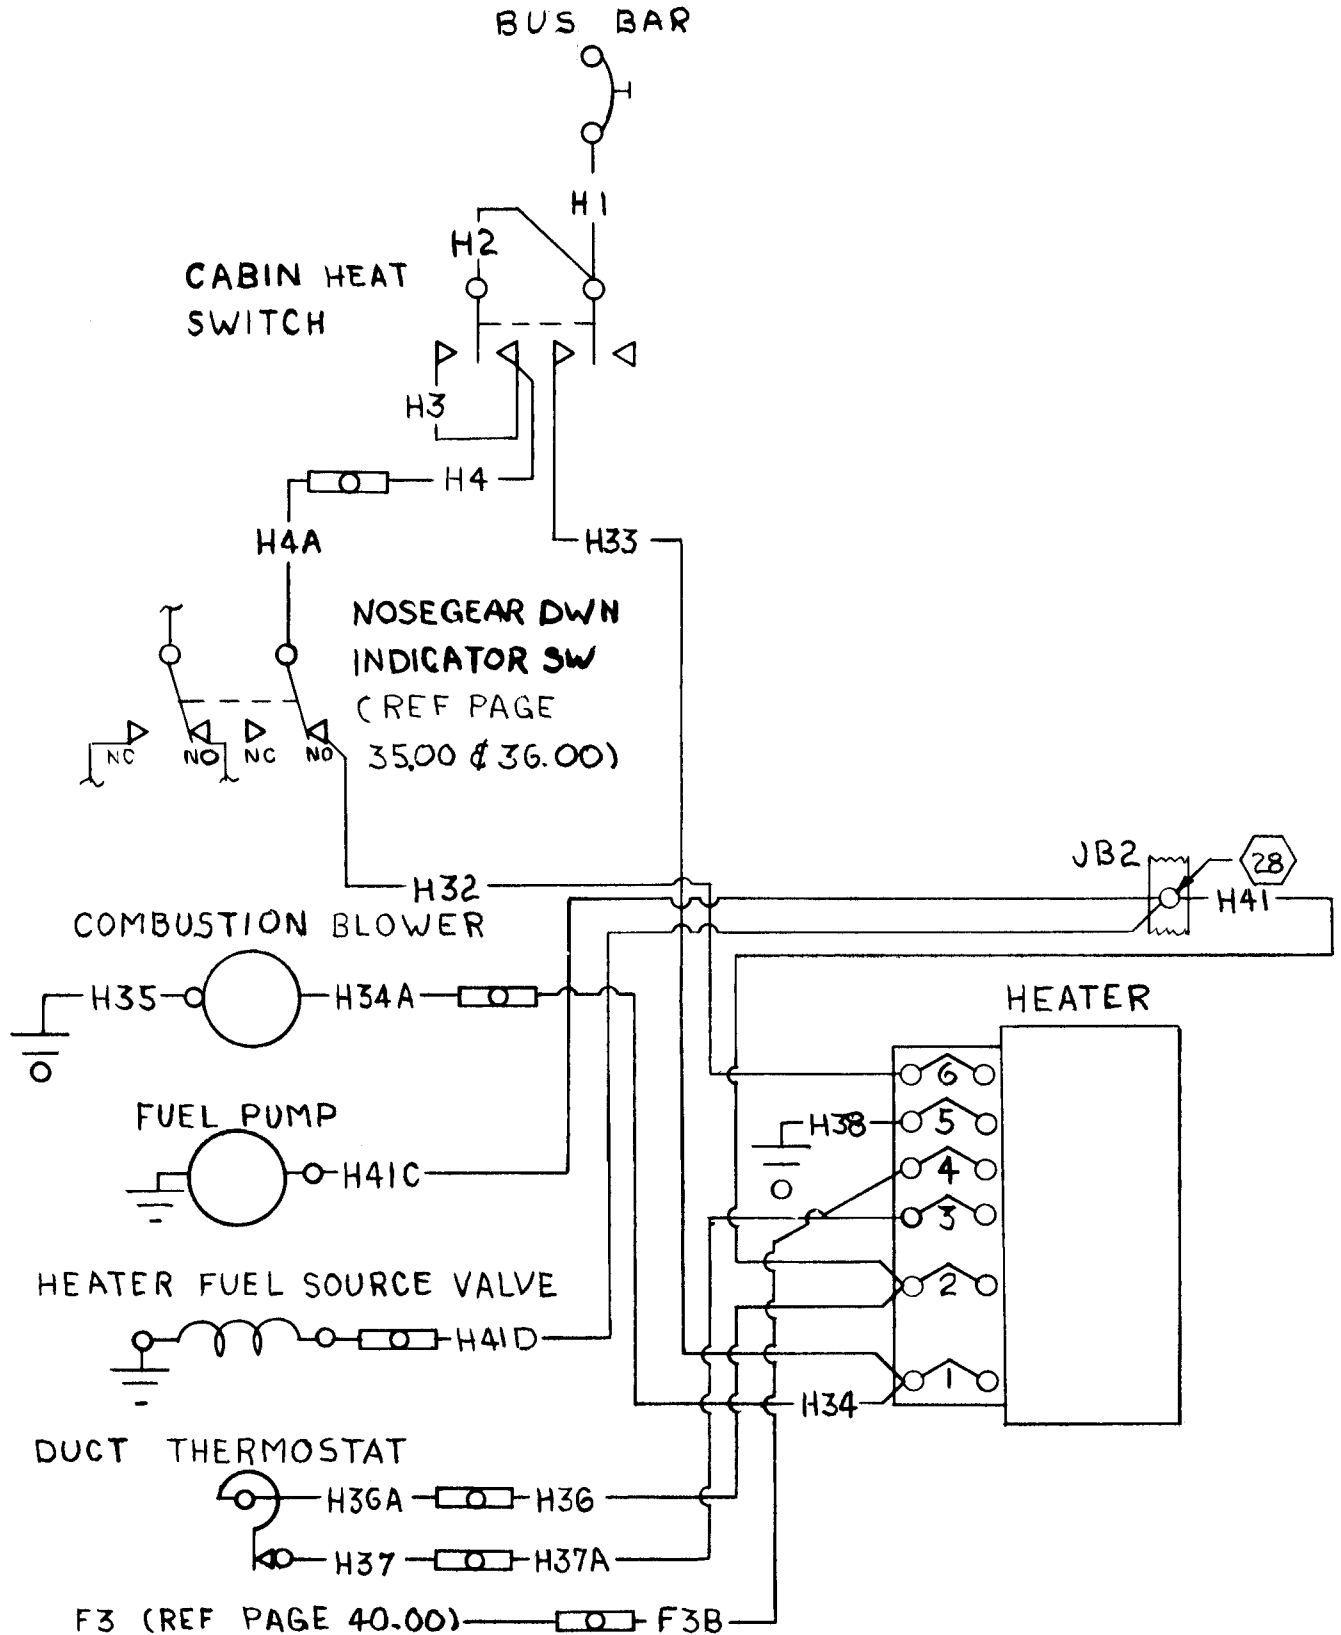 BUS BAR
H1
H2
CABIN HEAT
SWITCH
H3
H4
H4A
H33
NOSEGEAR DWN
INDICATOR SW
(REF PAGE
35.00 & 36.00)
NC
NO
NC
NO
JB2
28
H32
H41
COMBUSTION BLOWER
H35
H34A
HEATER
6
FUEL PUMP
H38
5
H41C
4
3
HEATER FUEL SOURCE VALVE
2
H41D
1
H34
DUCT THERMOSTAT
H36A
H36
H37
H37A
F3 (REF PAGE 40.00)
F3B